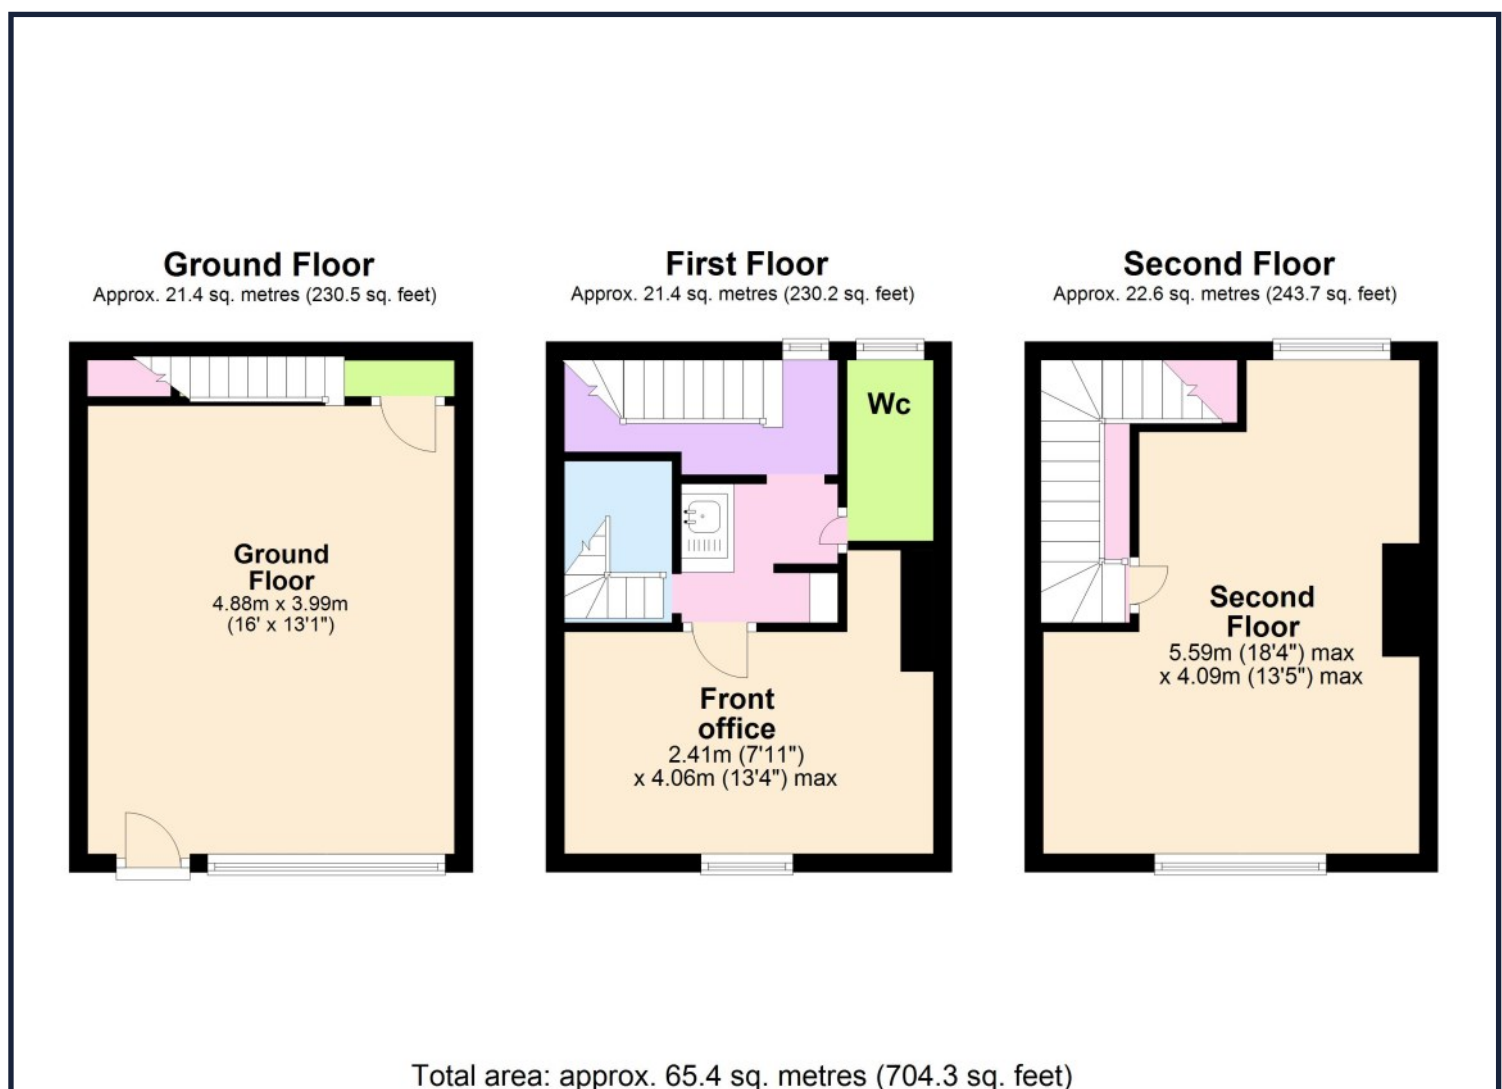 Ground Floor
Approx. 21.4 sq. metres (230.5 sq. feet)
Ground
Floor
4.88m x 3.99m
(16' x 13'1")
First Floor
Approx. 21.4 sq. metres (230.2 sq. feet)
Wc
Front
office
2.41m (7'11")
x 4.06m (13'4") max
Second Floor
Approx. 22.6 sq. metres (243.7 sq. feet)
Second
Floor
5.59m (18'4") max
x 4.09m (13'5") max
Total area: approx. 65.4 sq. metres (704.3 sq. feet)